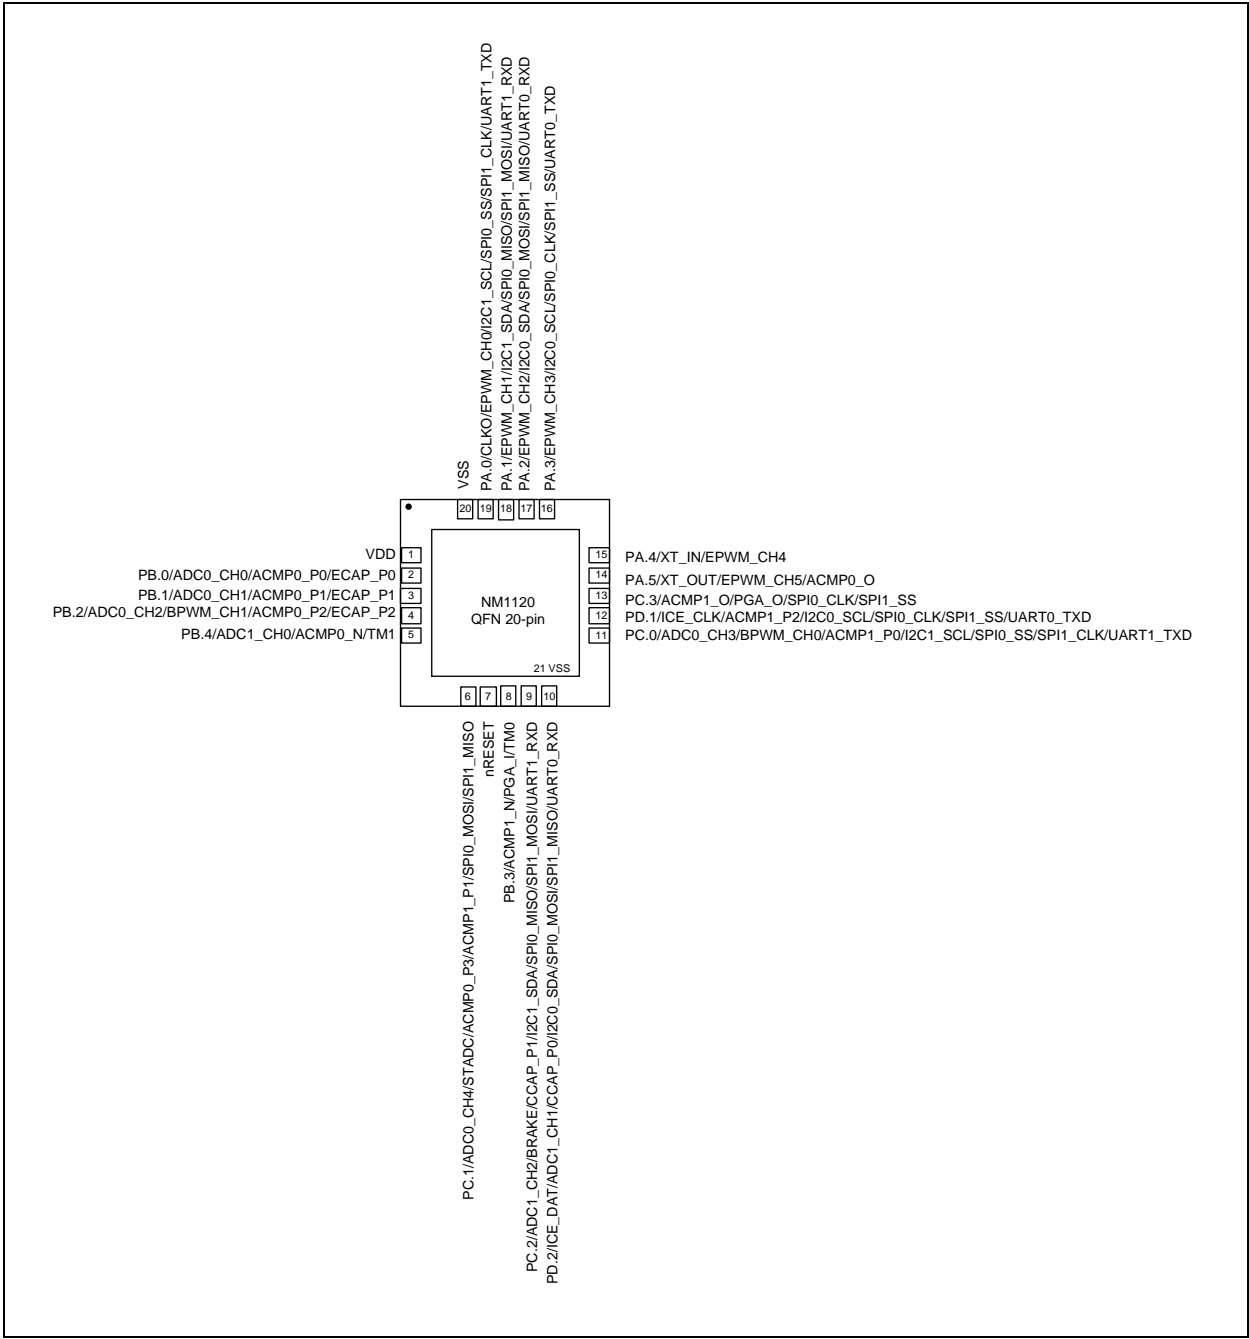 PA.0/CLKO/EPWM_CH0/I2C1_SCL/SPI0_SS/SPI1_CLK/UART1_TXD
PA.1/EPWM_CH1/I2C1_SDA/SPI0_MISO/SPI1_MOSI/UART1_RXD
PA.2/EPWM_CH2/I2C0_SDA/SPI0_MOSI/SPI1_MISO/UART0_RXD
PA.3/EPWM_CH3/I2C0_SCL/SPI0_CLK/SPI1_SS/UART0_TXD
VSS
20 19 18 17 16
VDD 1
PB.0/ADC0_CH0/ACMP0_P0/ECAP_P0 2
PB.1/ADC0_CH1/ACMP0_P1/ECAP_P1 3
PB.2/ADC0_CH2/BPWM_CH1/ACMP0_P2/ECAP_P2 4
PB.4/ADC1_CH0/ACMP0_N/TM1 5
NM1120
QFN 20-pin
21 VSS
15 PA.4/XT_IN/EPWM_CH4
14 PA.5/XT_OUT/EPWM_CH5/ACMP0_O
13 PC.3/ACMP1_O/PGA_O/SPI0_CLK/SPI1_SS
12 PD.1/ICE_CLK/ACMP1_P2/I2C0_SCL/SPI0_CLK/SPI1_SS/UART0_TXD
11 PC.0/ADC0_CH3/BPWM_CH0/ACMP1_P0/I2C1_SCL/SPI0_SS/SPI1_CLK/UART1_TXD
6 7 8 9 10
PC.1/ADC0_CH4/STADC/ACMP0_P3/ACMP1_P1/SPI0_MOSI/SPI1_MISO
nRESET
PB.3/ACMP1_N/PGA_I/TM0
PC.2/ADC1_CH2/BRAKE/CCAP_P1/I2C1_SDA/SPI0_MISO/SPI1_MOSI/UART1_RXD
PD.2/ICE_DAT/ADC1_CH1/CCAP_P0/I2C0_SDA/SPI0_MOSI/SPI1_MISO/UART0_RXD